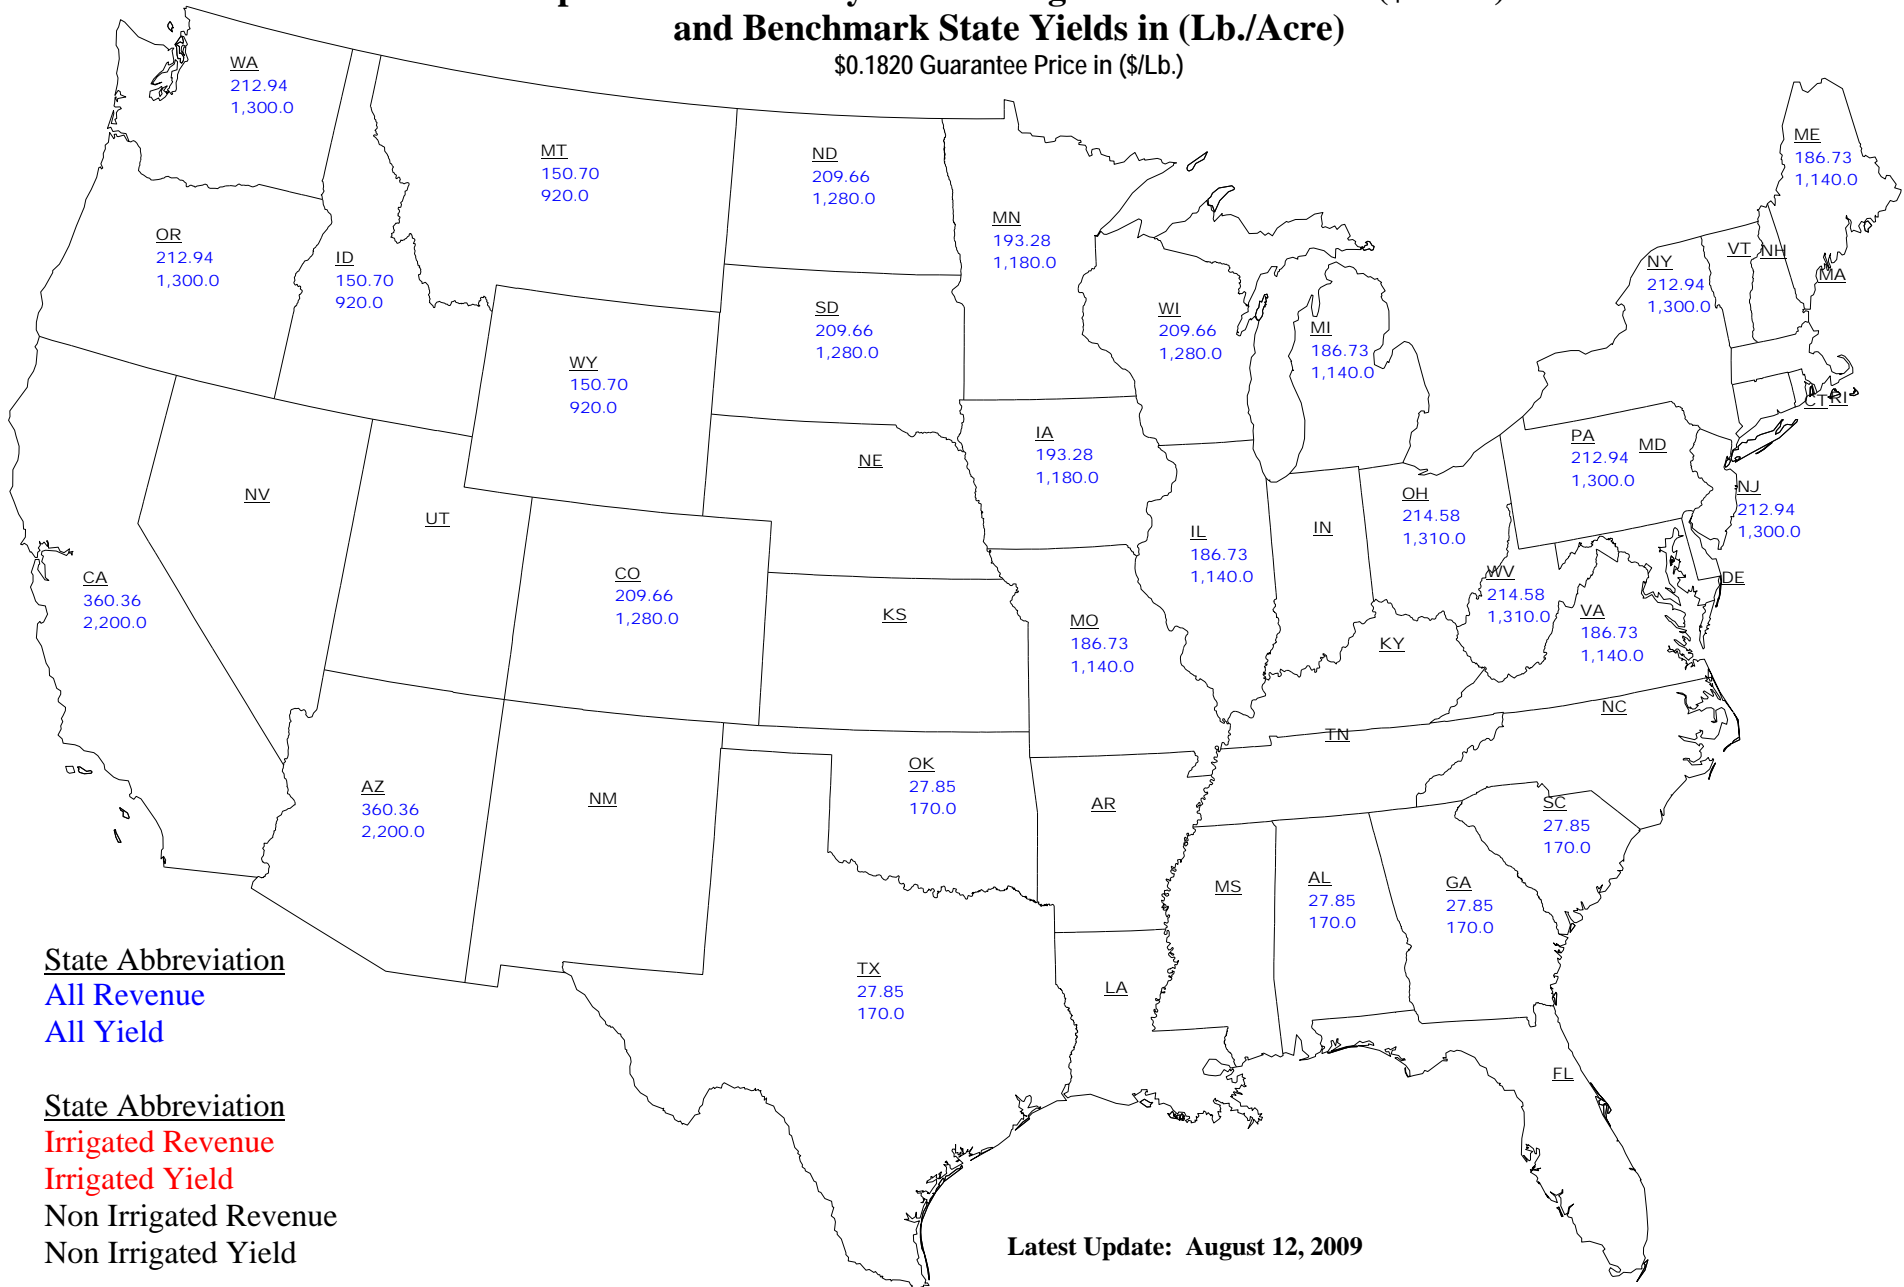 and Benchmark State Yields in (Lb./Acre)
$0.1820 Guarantee Price in ($/Lb.)
WA
212.94
1,300.0
MT
150.70
920.0
ND
209.66
1,280.0
MN
193.28
1,180.0
ME
186.73
1,140.0
OR
212.94
1,300.0
ID
150.70
920.0
SD
209.66
1,280.0
WI
209.66
1,280.0
MI
186.73
1,140.0
NY
212.94
1,300.0
VT
NH
MA
WY
150.70
920.0
CT
RI
IA
193.28
1,180.0
NE
PA
212.94
1,300.0
MD
NJ
212.94
1,300.0
NV
UT
OH
214.58
1,310.0
IN
IL
186.73
1,140.0
CA
360.36
2,200.0
CO
209.66
1,280.0
KS
MO
186.73
1,140.0
WV
214.58
1,310.0
DE
VA
186.73
1,140.0
KY
NC
TN
AZ
360.36
2,200.0
NM
OK
27.85
170.0
AR
SC
27.85
170.0
MS
AL
27.85
170.0
GA
27.85
170.0
TX
27.85
170.0
LA
FL
State Abbreviation
All Revenue
All Yield
State Abbreviation
Irrigated Revenue
Irrigated Yield
Non Irrigated Revenue
Non Irrigated Yield
Latest Update: August 12, 2009